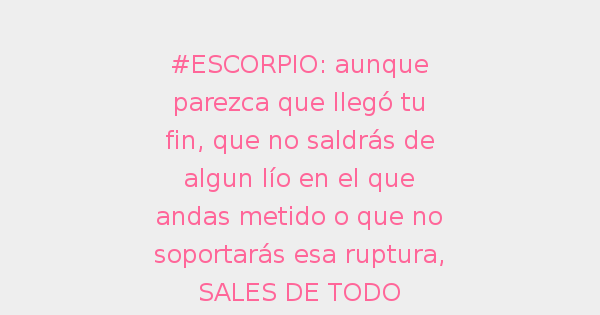 #ESCORPIO: aunque
parezca que llegó tu
fin, que no saldrás de
algun lío en el que
andas metido o que no
soportarás esa ruptura,
SALES DE TODO